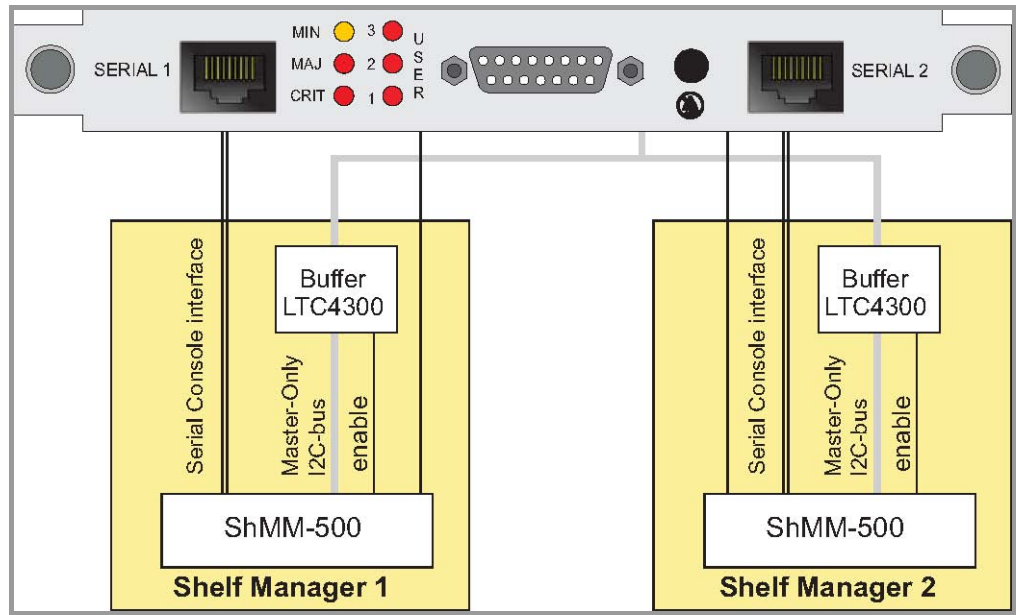 MIN 3 U
SERIAL 1 MAJ 2 S SERIAL 2
E
CRIT 1 R
Serial Console interface
Buffer
LTC4300
Master-Only
I2C-bus
enable
ShMM-500
Shelf Manager 1
Serial Console interface
Buffer
LTC4300
Master-Only
I2C-bus
enable
ShMM-500
Shelf Manager 2